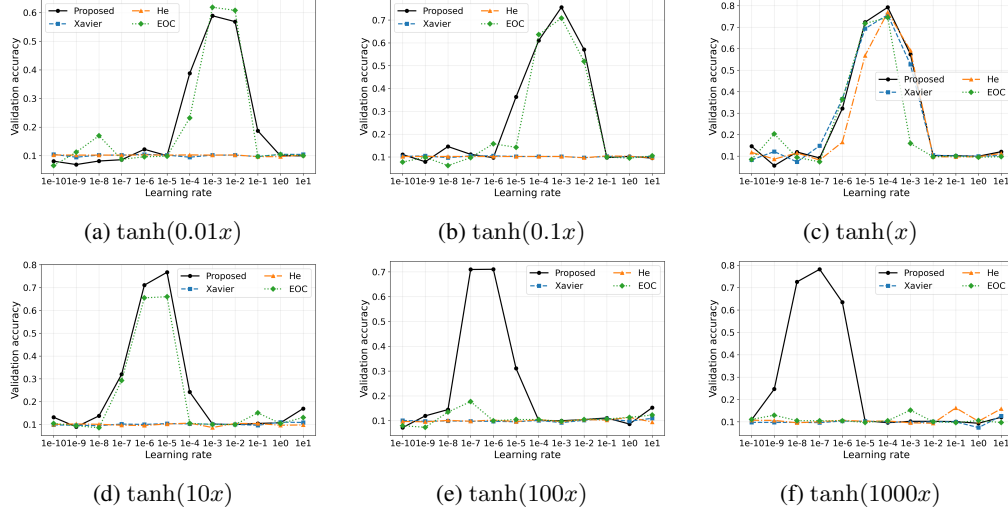 Proposed
Xavier
He
EOC
Validation accuracy
0.6
0.5
0.4
0.3
0.2
0.1
1e-10 1e-9 1e-8 1e-7 1e-6 1e-5 1e-4 1e-3 1e-2 1e-1 1e0 1e1
Learning rate
(a) tanh(0.01x)
Proposed
Xavier
He
EOC
Validation accuracy
0.7
0.6
0.5
0.4
0.3
0.2
0.1
1e-10 1e-9 1e-8 1e-7 1e-6 1e-5 1e-4 1e-3 1e-2 1e-1 1e0 1e1
Learning rate
(b) tanh(0.1x)
Validation accuracy
0.8
0.7
0.6
0.5
0.4
0.3
0.2
0.1
Proposed
Xavier
He
EOC
1e-10 1e-9 1e-8 1e-7 1e-6 1e-5 1e-4 1e-3 1e-2 1e-1 1e0 1e1
Learning rate
(c) tanh(x)
Proposed
Xavier
He
EOC
Validation accuracy
0.8
0.7
0.6
0.5
0.4
0.3
0.2
0.1
1e-10 1e-9 1e-8 1e-7 1e-6 1e-5 1e-4 1e-3 1e-2 1e-1 1e0 1e1
Learning rate
(d) tanh(10x)
Proposed
Xavier
He
EOC
Validation accuracy
0.7
0.6
0.5
0.4
0.3
0.2
0.1
1e-10 1e-9 1e-8 1e-7 1e-6 1e-5 1e-4 1e-3 1e-2 1e-1 1e0 1e1
Learning rate
(e) tanh(100x)
Proposed
Xavier
He
EOC
Validation accuracy
0.8
0.7
0.6
0.5
0.4
0.3
0.2
0.1
1e-10 1e-9 1e-8 1e-7 1e-6 1e-5 1e-4 1e-3 1e-2 1e-1 1e0 1e1
Learning rate
(f) tanh(1000x)